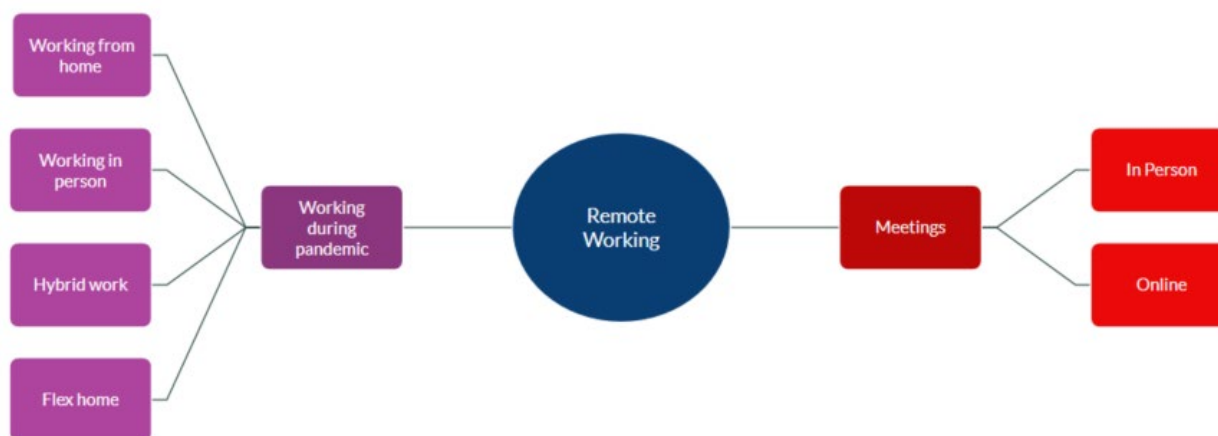 Working from
home
Working in
person
Hybrid work
Flex home
Working
during
pandemic
Remote
Working
Meetings
In Person
Online